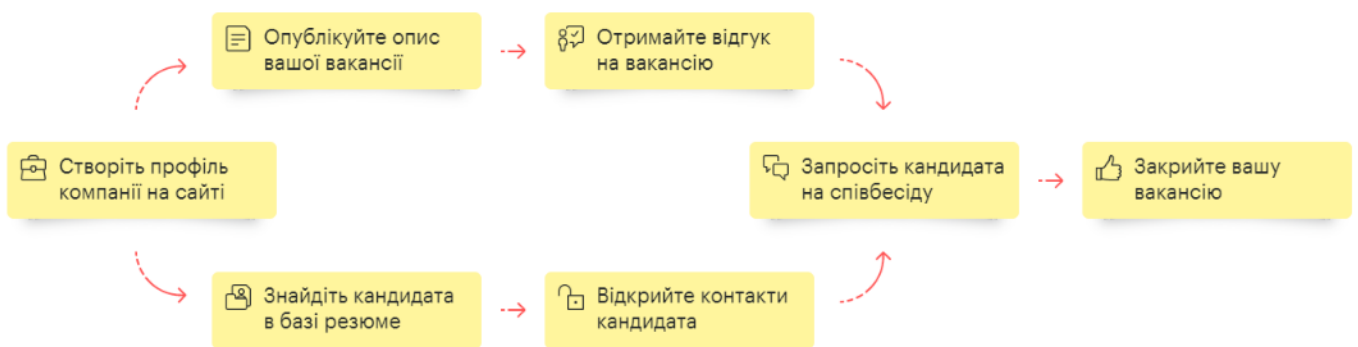 Опублікуйте опис
вашої вакансії
Отримайте відгук
на вакансію
Створіть профіль
компанії на сайті
Запросіть кандидата
на співбесіду
Закрийте вашу
вакансію
Знайдіть кандидата
в базі резюме
Відкрийте контакти
кандидата